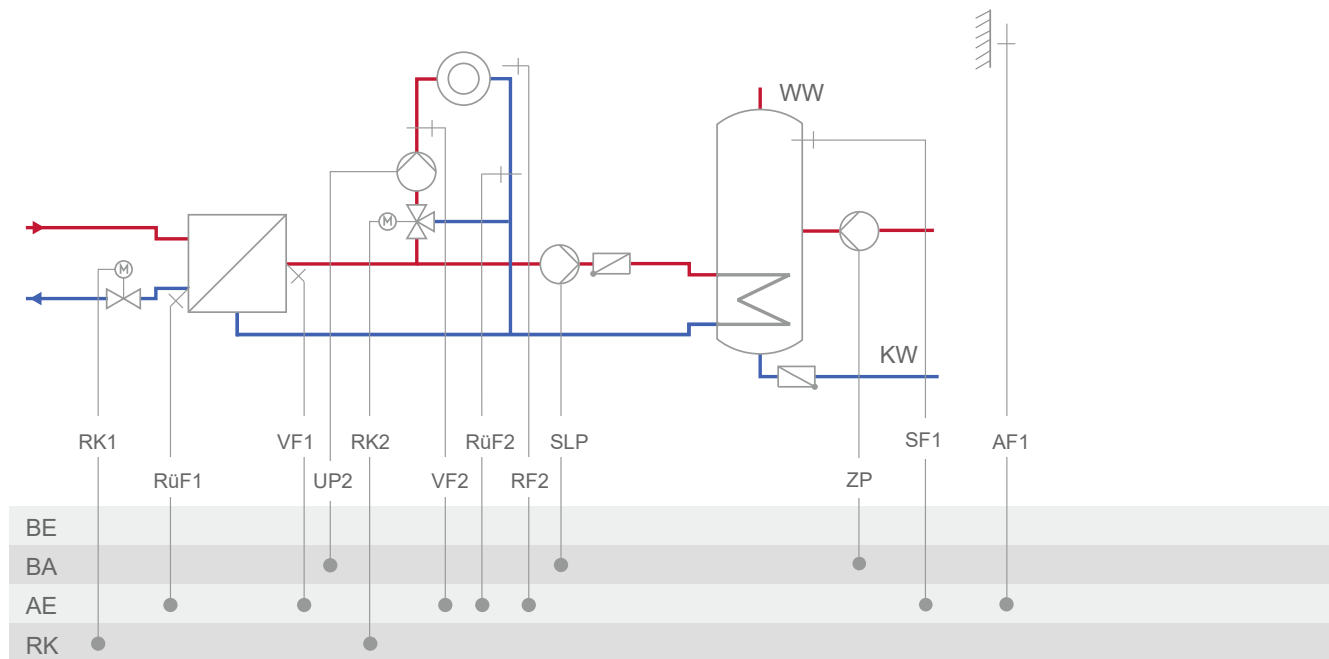 WW
M
M
KW
RK1 VF1 RK2 RüF2 SLP SF1 AF1
RüF1 UP2 VF2 RF2 ZP
BE
BA
AE
RK